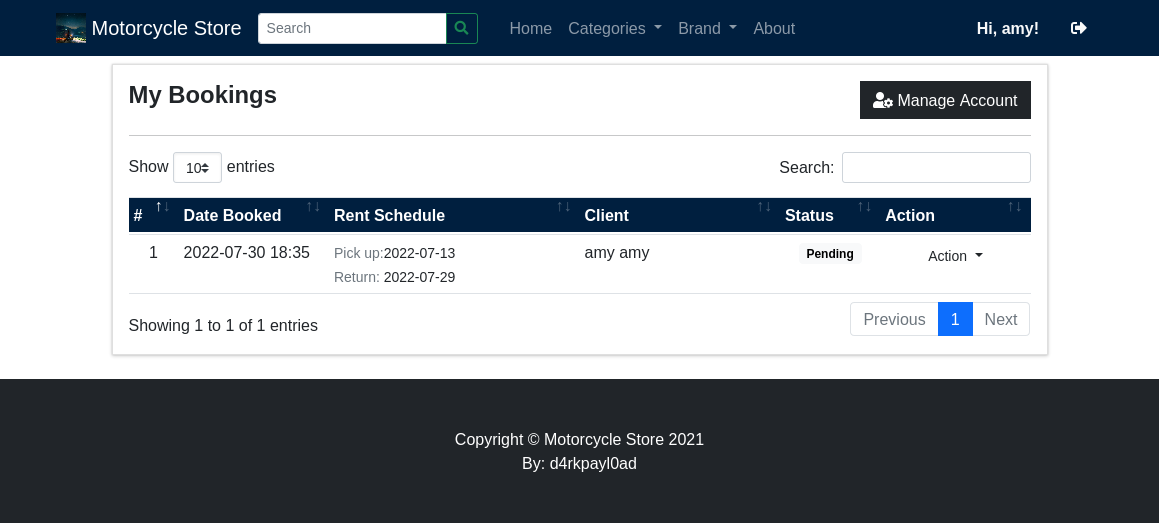 Motorcycle Store Search Home Categories Brand About Hi, amy!
My Bookings Manage Account
Show 10 entries Search:
# Date Booked Rent Schedule Client Status Action
1 2022-07-30 18:35 Pick up:2022-07-13 amy amy Pending Action
Return: 2022-07-29
Showing 1 to 1 of 1 entries Previous 1 Next
Copyright © Motorcycle Store 2021
By: d4rkpayl0ad